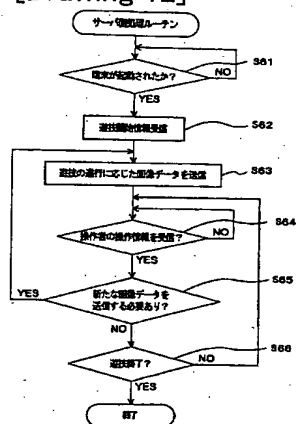 サーバ側処理ルーチン
端末が起動されたか？
S61
NO
YES
遊技開始情報受信
S62
遊技の進行に応じた画像データを送信
S63
操作者の操作情報を受信？
S64
NO
YES
新たな画像データを
送信する必要あり？
S65
YES
NO
遊技終了？
S66
NO
YES
終了